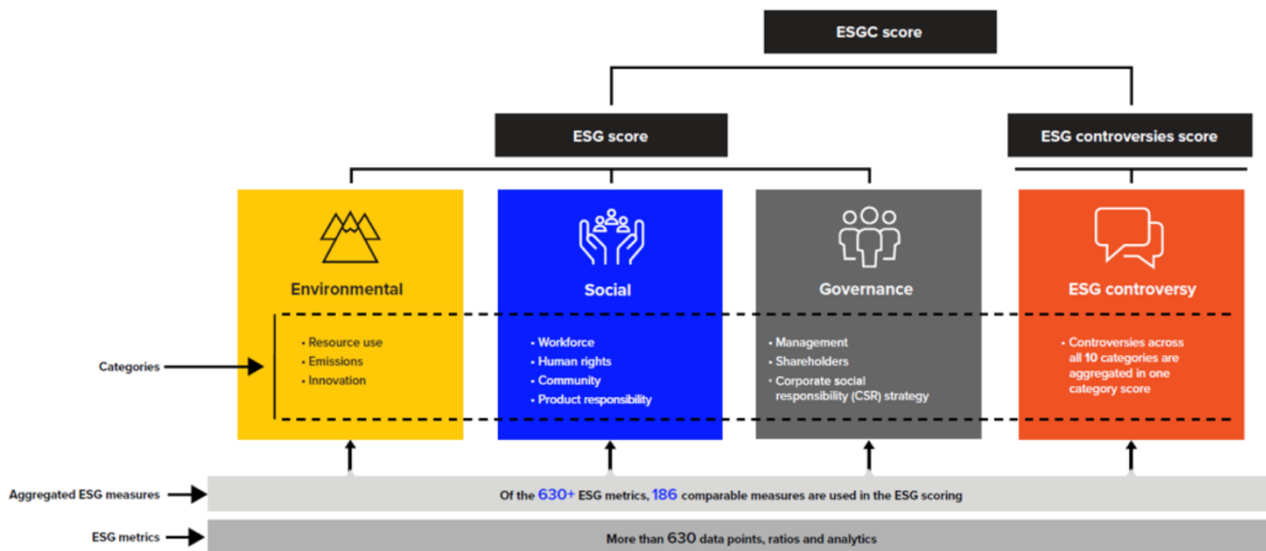 ESGC score
ESG score
ESG controversies score
Environmental
Social
Governance
ESG controversy
Categories
• Resource use
• Emissions
• Innovation
• Workforce
• Human rights
• Community
• Product responsibility
• Management
• Shareholders
• Corporate social
responsibility (CSR) strategy
• Controversies across
all 10 categories are
aggregated in one
category score
Aggregated ESG measures
Of the 630+ ESG metrics, 186 comparable measures are used in the ESG scoring
ESG metrics
More than 630 data points, ratios and analytics